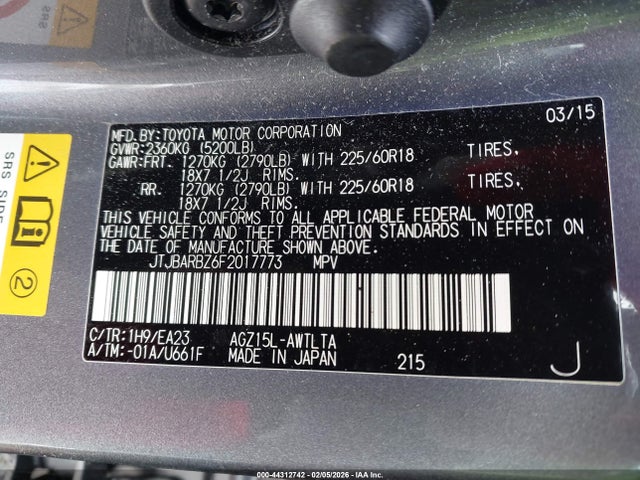 SRS
SRS SIDE
2
03/15
MFD.BY:TOYOTA MOTOR CORPORATION
GVWR:2360KG (5200LB)
GAWR:FRT. 1270KG (2790LB) WITH 225/60R18 TIRES,
18X7 1/2J RIMS.
RR. 1270KG (2790LB) WITH 225/60R18 TIRES,
18X7 1/2J RIMS.
THIS VEHICLE CONFORMS TO ALL APPLICABLE FEDERAL MOTOR
VEHICLE SAFETY AND THEFT PREVENTION STANDARDS IN EFFECT ON
THE DATE OF MANUFACTURE SHOWN ABOVE.
JTJBARBZ6F2017773 MPV
C/TR:1H9/EA23 AGZ15L-AWTLTA
A/TM:-01A/U661F MADE IN JAPAN 215 J
000-44312742 / 02/05/2026 - IAA, Inc.